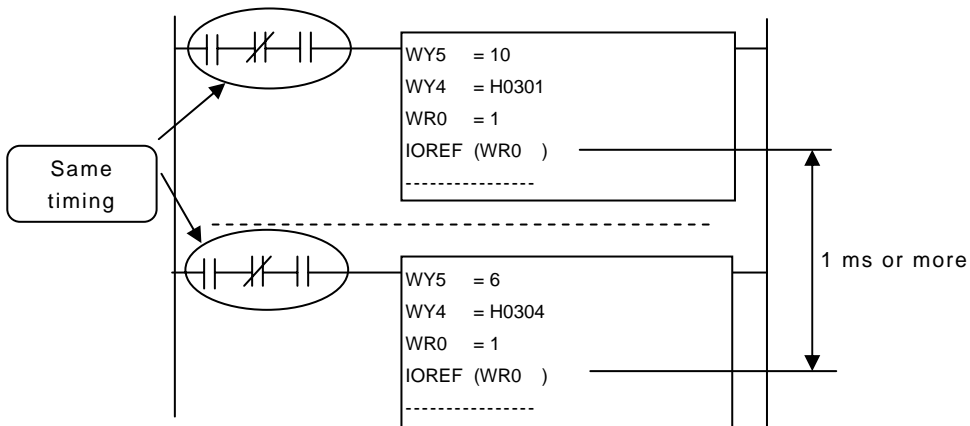 WY5 = 10
WY4 = H0301
WR0 = 1
IOREF (WR0 )
----------------
Same
timing
1 ms or more
WY5 = 6
WY4 = H0304
WR0 = 1
IOREF (WR0 )
----------------